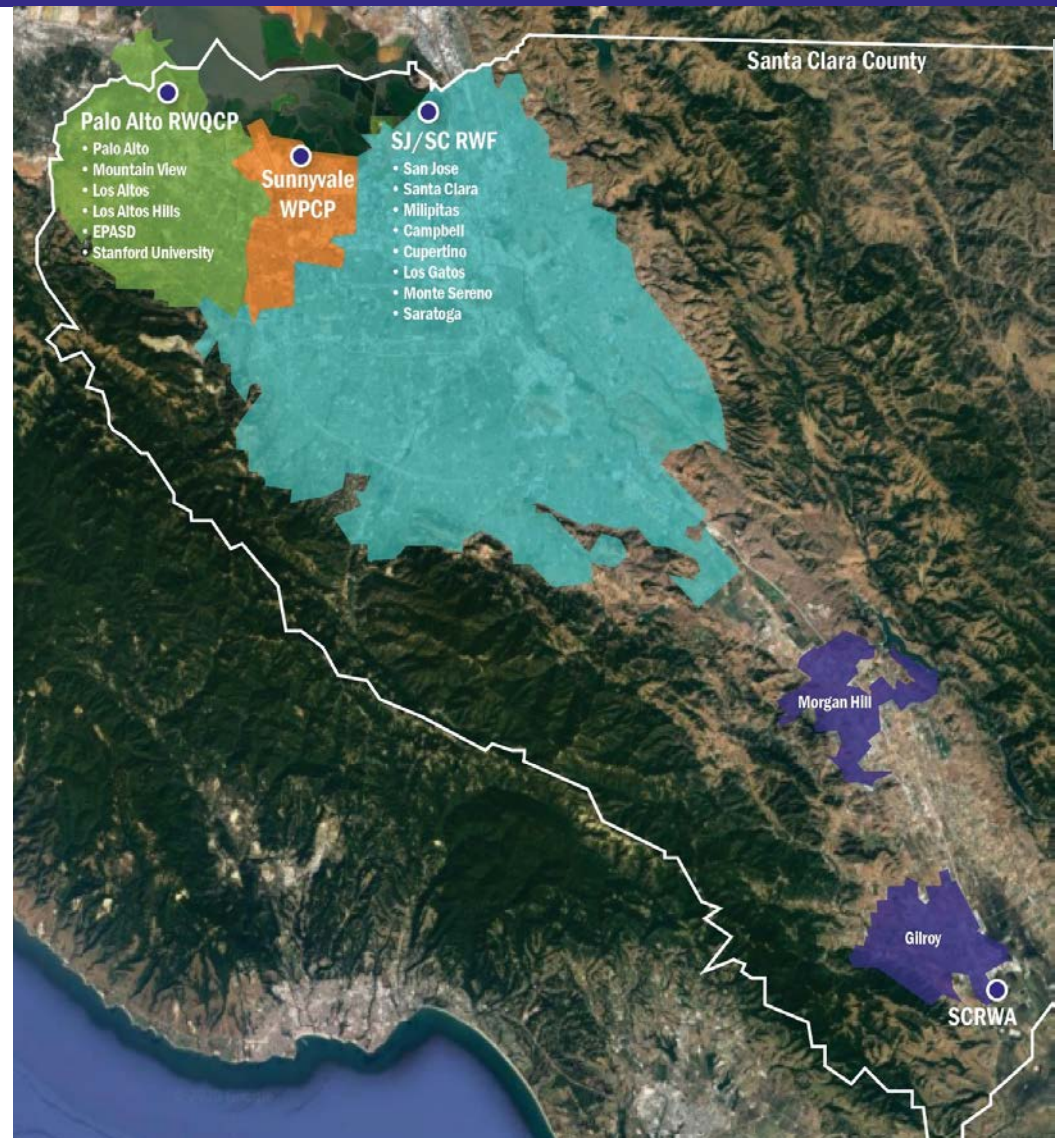 Santa Clara County
Palo Alto RWQCP
• Palo Alto
• Mountain View
• Los Altos
• Los Altos Hills
• EPASD
• Stanford University
Sunnyvale
WPCP
SJ/SC RWF
• San Jose
• Santa Clara
• Milipitas
• Campbell
• Cupertino
• Los Gatos
• Monte Sereno
• Saratoga
Morgan Hill
Gilroy
SCRWA